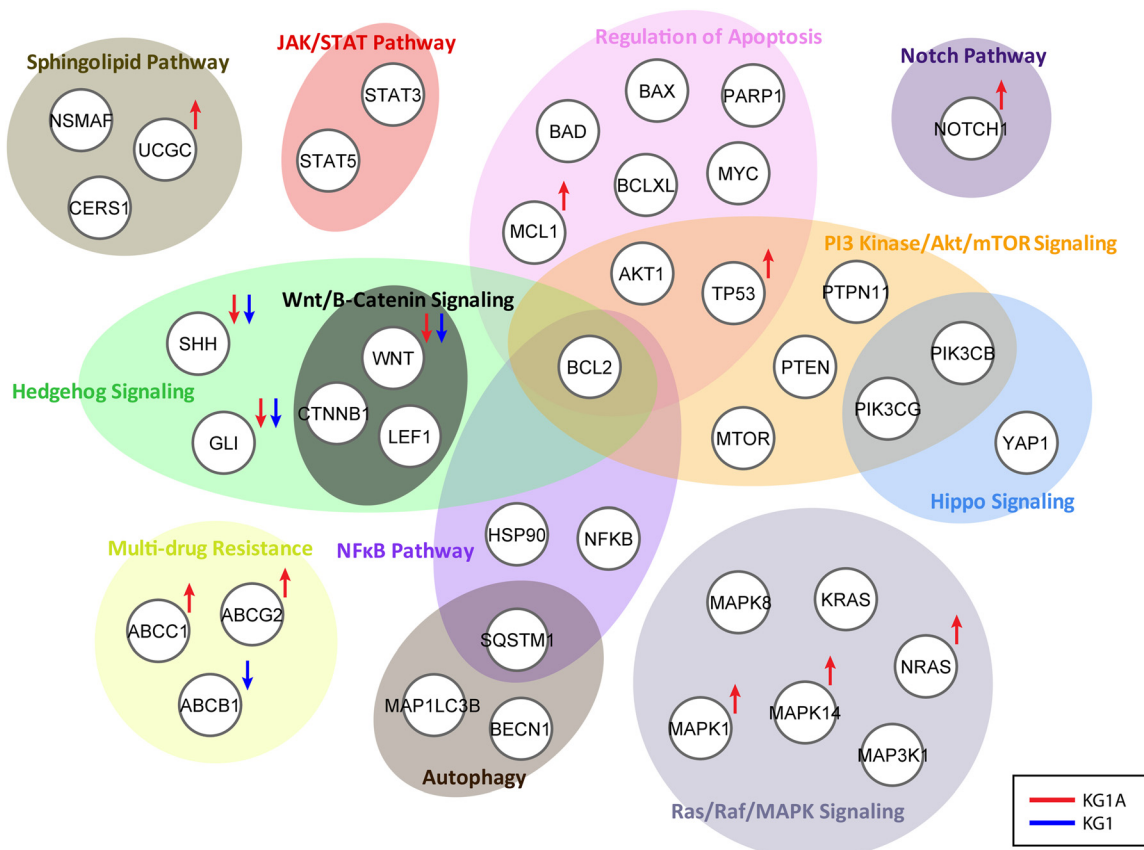 Sphingolipid Pathway
NSMAF
UCGC
CERS1
JAK/STAT Pathway
STAT3
STAT5
Regulation of Apoptosis
BAX
PARP1
BAD
BCLXL
MYC
MCL1
Notch Pathway
NOTCH1
PI3 Kinase/Akt/mTOR Signaling
AKT1
TP53
PTPN11
BCL2
PTEN
PIK3CB
PIK3CG
MTOR
YAP1
Hippo Signaling
Wnt/B-Catenin Signaling
SHH
WNT
Hedgehog Signaling
CTNNB1
GLI
LEF1
Multi-drug Resistance
ABCG2
ABCC1
ABCB1
NFκB Pathway
HSP90
NFKB
SQSTM1
MAP1LC3B
BECN1
Autophagy
MAPK8
KRAS
NRAS
MAPK1
MAPK14
MAP3K1
Ras/Raf/MAPK Signaling
KG1A
KG1